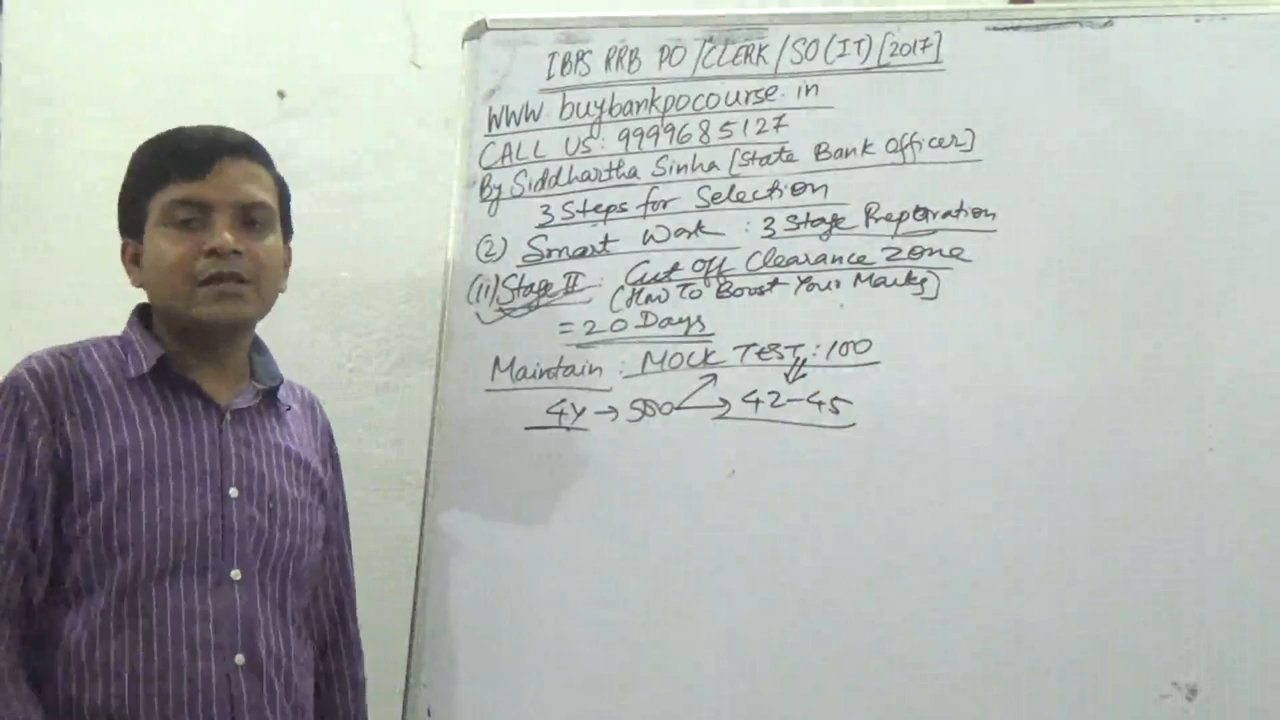 IBPS RRB PO/CLERK/SO(IT)[2017]
WWW.buybankpocourse.in
CALL US: 9999685127
By Siddhartha Sinha [State Bank Officer]
3 Steps for Selection
(2) Smart Work : 3 Stage Preparation
(ii) Stage II : Cut Off Clearance Zone
(How To Boost Your Marks]
= 20 Days
Maintain : MOCK TEST : 100
4Y → 500 → 42-45